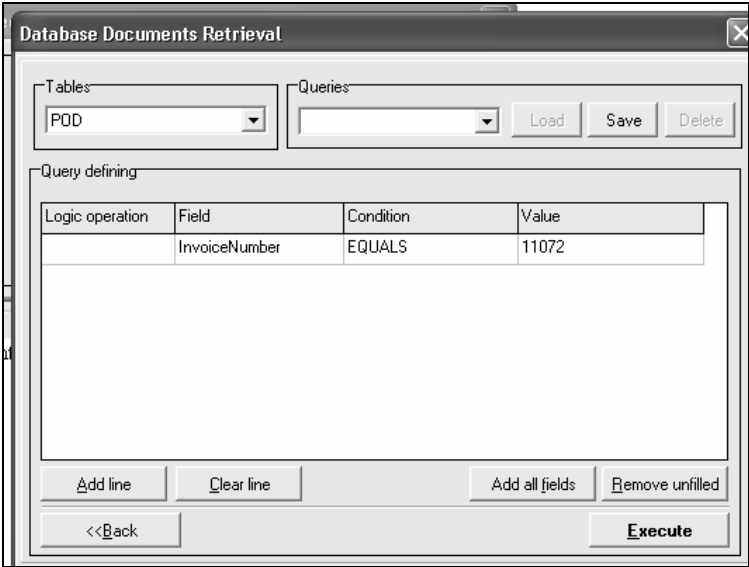 Database Documents Retrieval
Tables
Queries
POD
Load
Save
Delete
Query defining
Logic operation Field Condition Value
InvoiceNumber EQUALS 11072
Add line
Clear line
Add all fields
Remove unfilled
<<Back
Execute